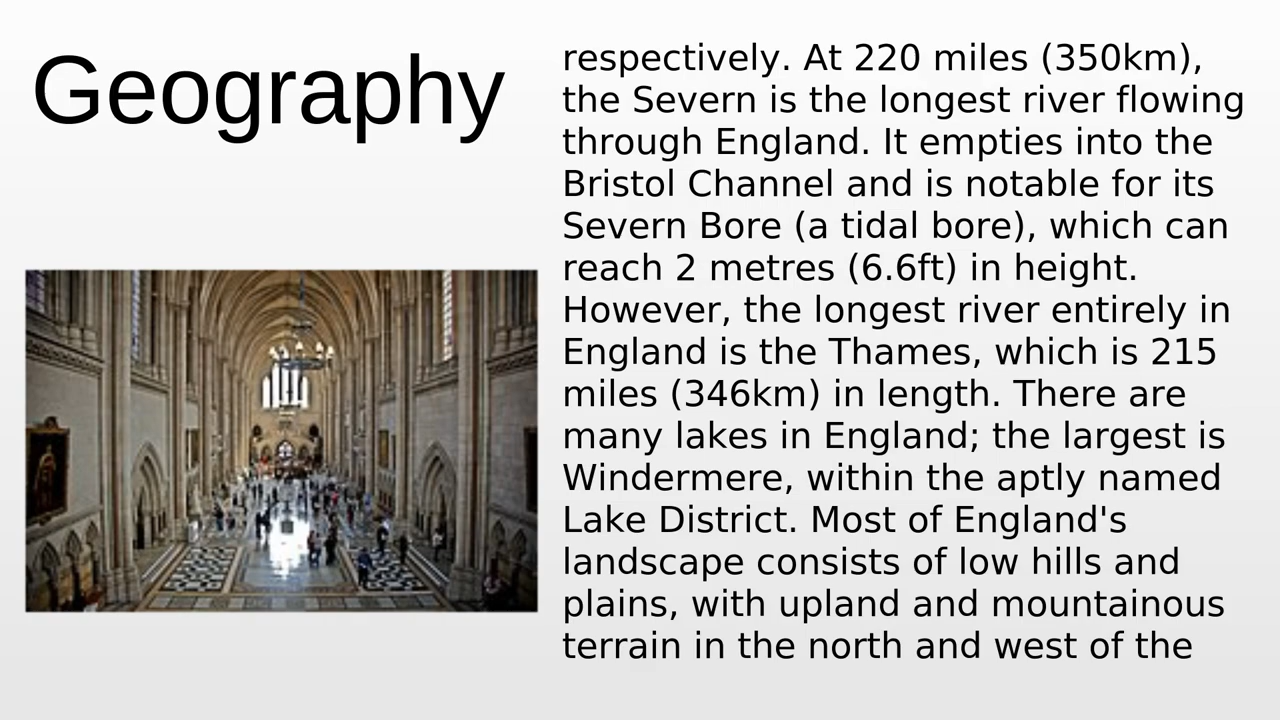 Geography
respectively. At 220 miles (350km),
the Severn is the longest river flowing
through England. It empties into the
Bristol Channel and is notable for its
Severn Bore (a tidal bore), which can
reach 2 metres (6.6ft) in height.
However, the longest river entirely in
England is the Thames, which is 215
miles (346km) in length. There are
many lakes in England; the largest is
Windermere, within the aptly named
Lake District. Most of England's
landscape consists of low hills and
plains, with upland and mountainous
terrain in the north and west of the